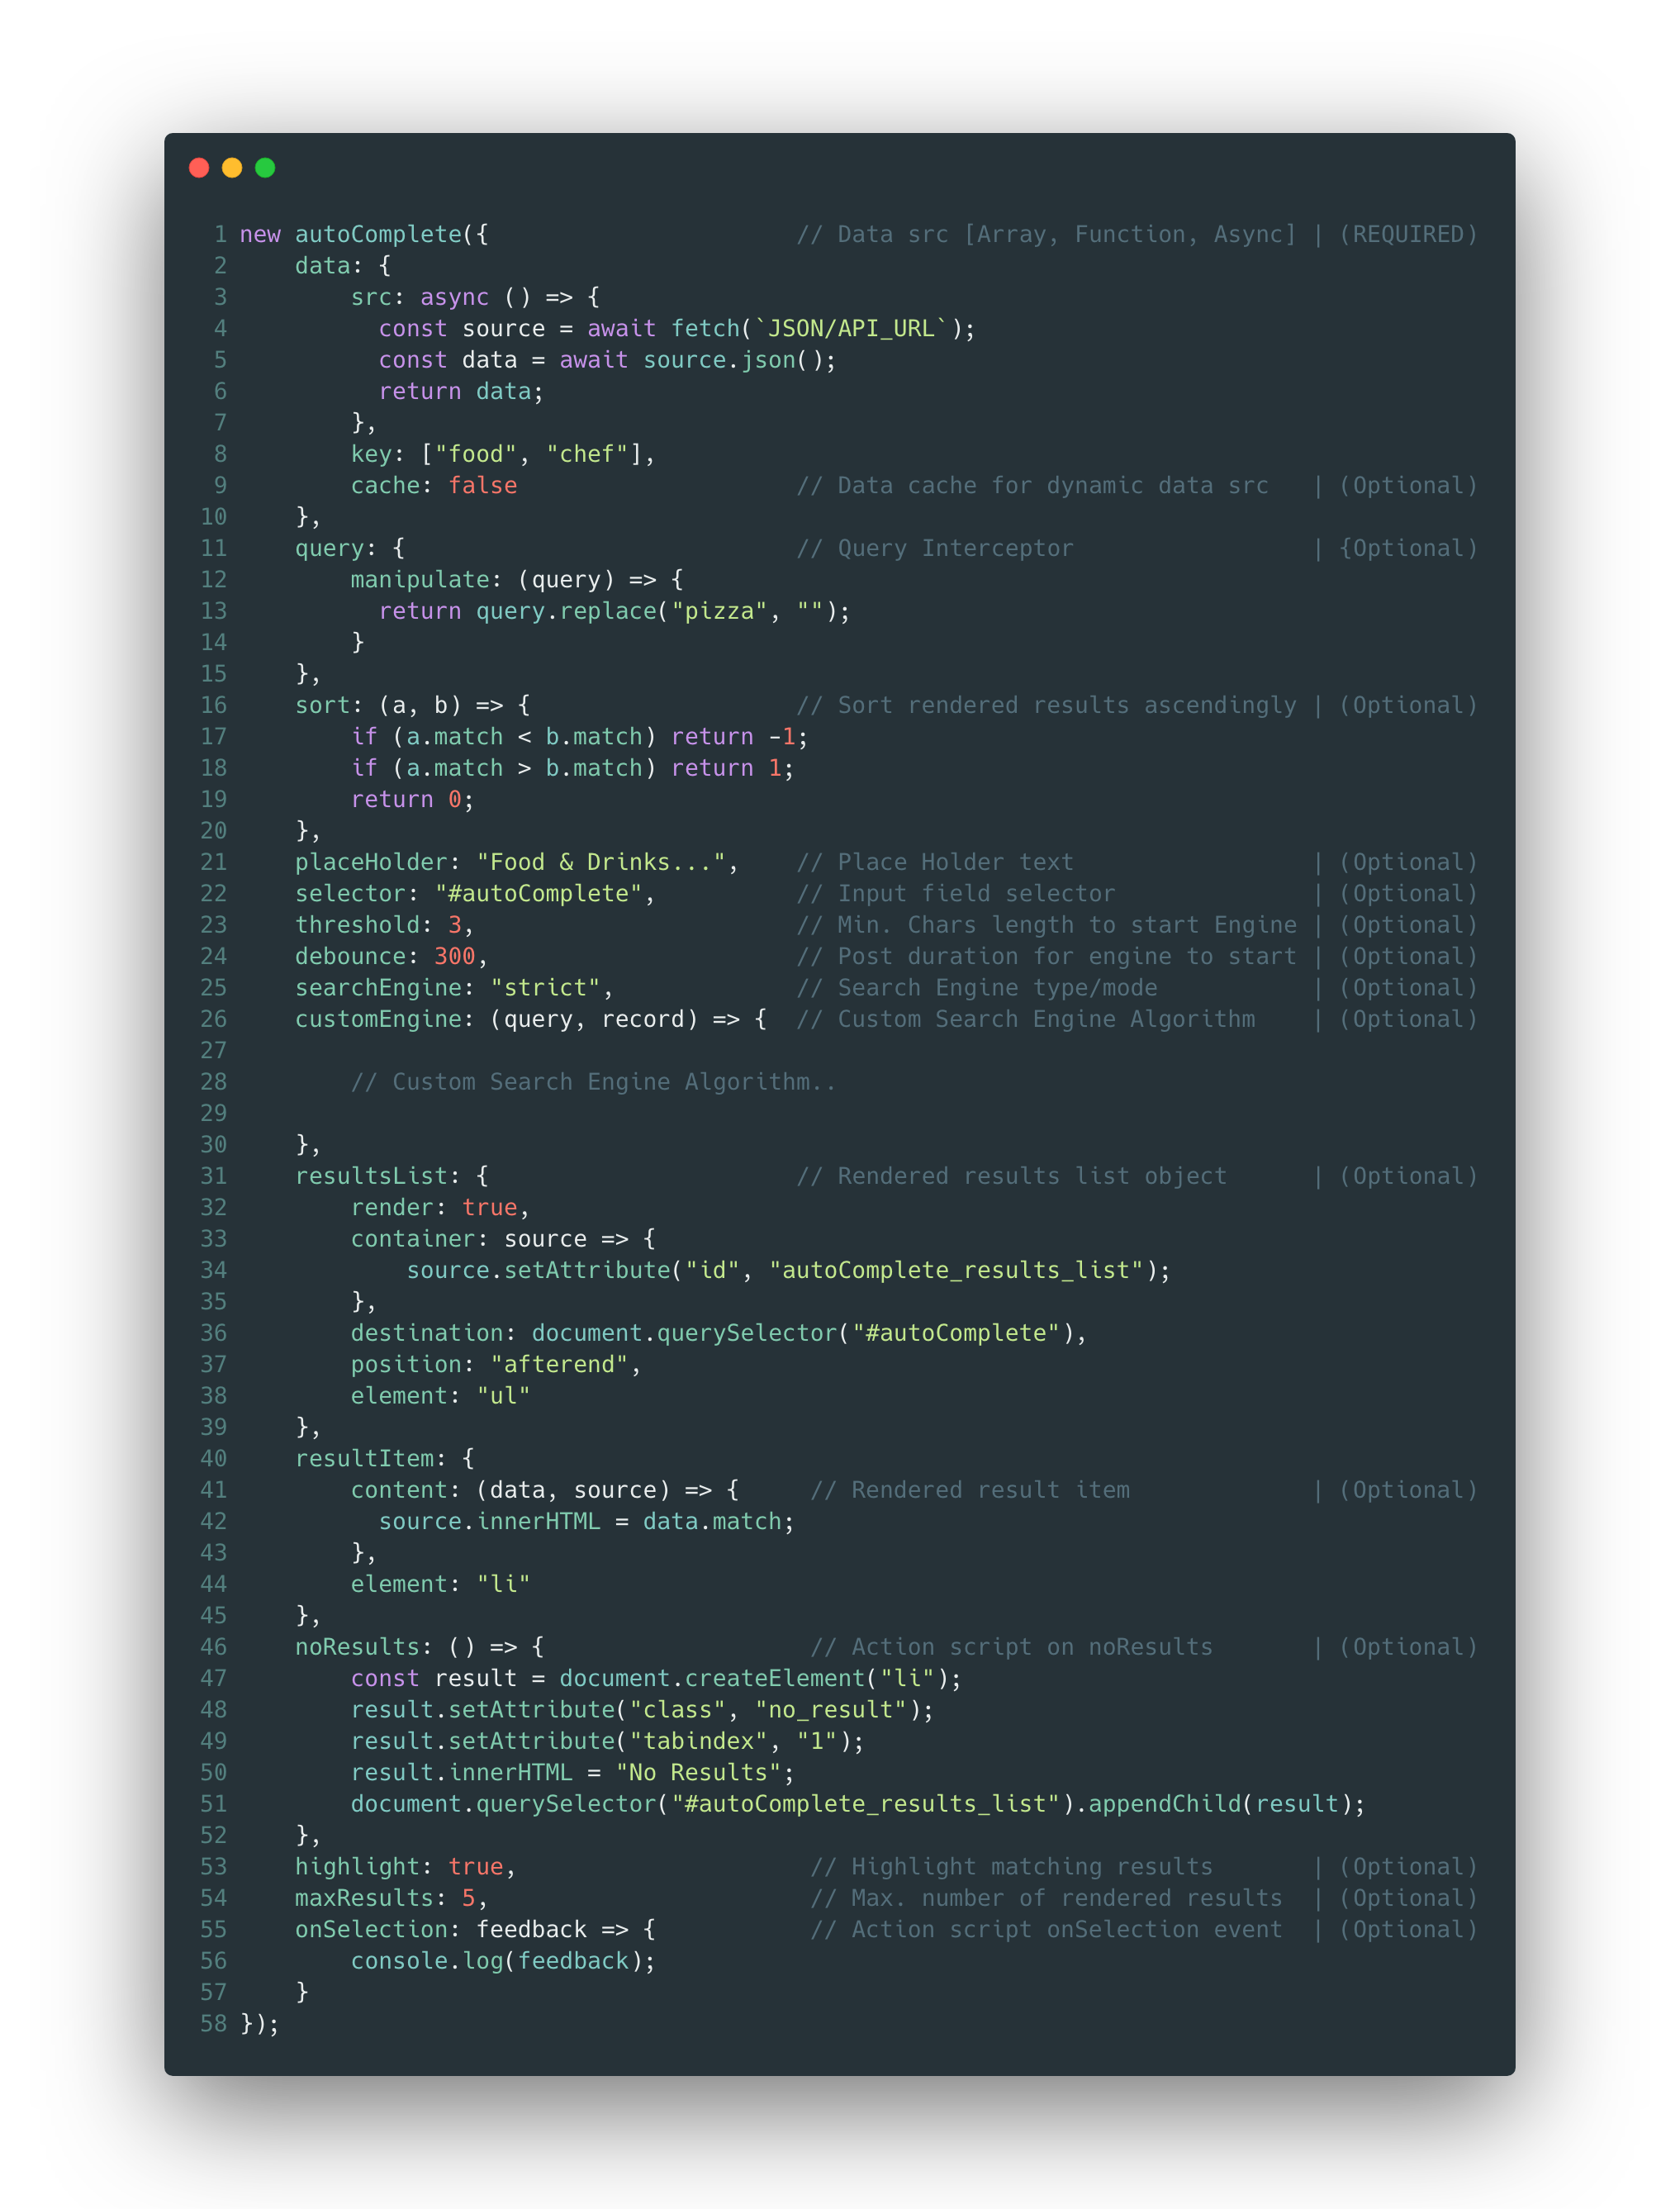 1 new autoComplete({                      // Data src [Array, Function, Async] | (REQUIRED)
2     data: {
3         src: async () => {
4           const source = await fetch(`JSON/API_URL`);
5           const data = await source.json();
6           return data;
7         },
8         key: ["food", "chef"],
9         cache: false                    // Data cache for dynamic data src   | (Optional)
10     },
11     query: {                            // Query Interceptor                 | {Optional)
12         manipulate: (query) => {
13           return query.replace("pizza", "");
14         }
15     },
16     sort: (a, b) => {                   // Sort rendered results ascendingly | (Optional)
17         if (a.match < b.match) return -1;
18         if (a.match > b.match) return 1;
19         return 0;
20     },
21     placeHolder: "Food & Drinks...",    // Place Holder text                 | (Optional)
22     selector: "#autoComplete",          // Input field selector              | (Optional)
23     threshold: 3,                       // Min. Chars length to start Engine | (Optional)
24     debounce: 300,                      // Post duration for engine to start | (Optional)
25     searchEngine: "strict",             // Search Engine type/mode           | (Optional)
26     customEngine: (query, record) => {  // Custom Search Engine Algorithm    | (Optional)
27
28         // Custom Search Engine Algorithm..
29
30     },
31     resultsList: {                      // Rendered results list object      | (Optional)
32         render: true,
33         container: source => {
34             source.setAttribute("id", "autoComplete_results_list");
35         },
36         destination: document.querySelector("#autoComplete"),
37         position: "afterend",
38         element: "ul"
39     },
40     resultItem: {
41         content: (data, source) => {     // Rendered result item             | (Optional)
42           source.innerHTML = data.match;
43         },
44         element: "li"
45     },
46     noResults: () => {                   // Action script on noResults       | (Optional)
47         const result = document.createElement("li");
48         result.setAttribute("class", "no_result");
49         result.setAttribute("tabindex", "1");
50         result.innerHTML = "No Results";
51         document.querySelector("#autoComplete_results_list").appendChild(result);
52     },
53     highlight: true,                     // Highlight matching results       | (Optional)
54     maxResults: 5,                       // Max. number of rendered results  | (Optional)
55     onSelection: feedback => {           // Action script onSelection event  | (Optional)
56         console.log(feedback);
57     }
58 });